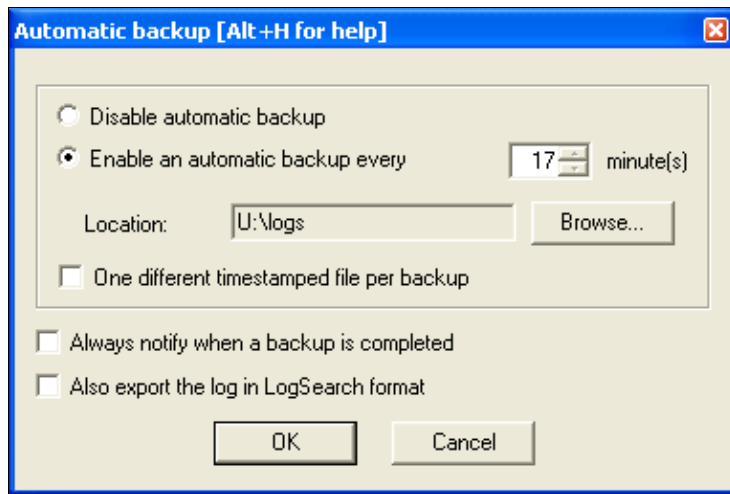 Automatic backup [Alt+H for help]
Disable automatic backup
Enable an automatic backup every 17 minute(s)
Location: U:\logs Browse...
One different timestamped file per backup
Always notify when a backup is completed
Also export the log in LogSearch format
OK Cancel